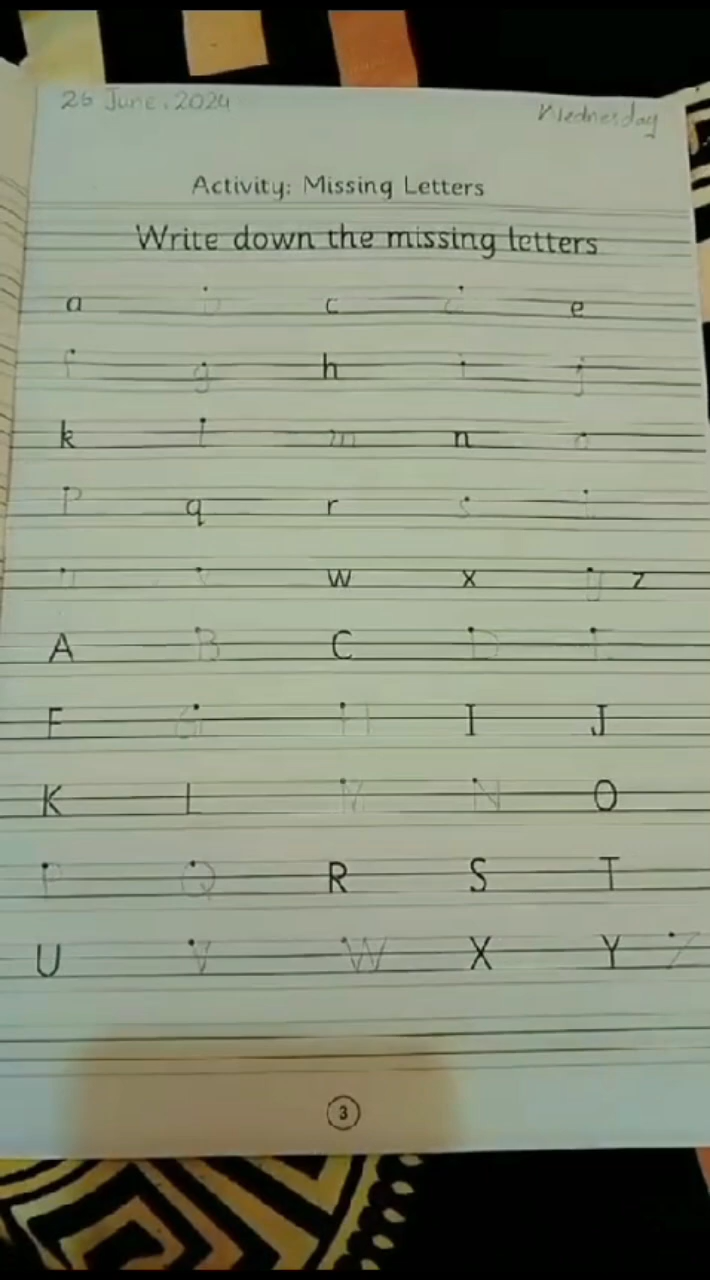 26 June, 2024 Wednesday
Activity: Missing Letters
Write down the missing letters
a b c d e
f g h i j
k l m n o
p q r s t
u v w x y z
A B C D E
F G H I J
K L M N O
P Q R S T
U V W X Y Z
3